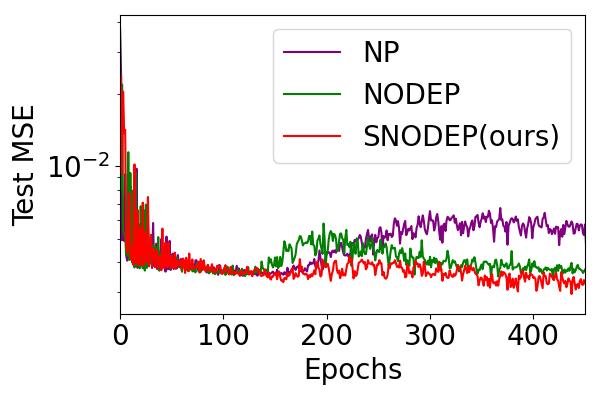 NP
NODEP
SNODEP(ours)
Test MSE
10⁻²
0 100 200 300 400
Epochs